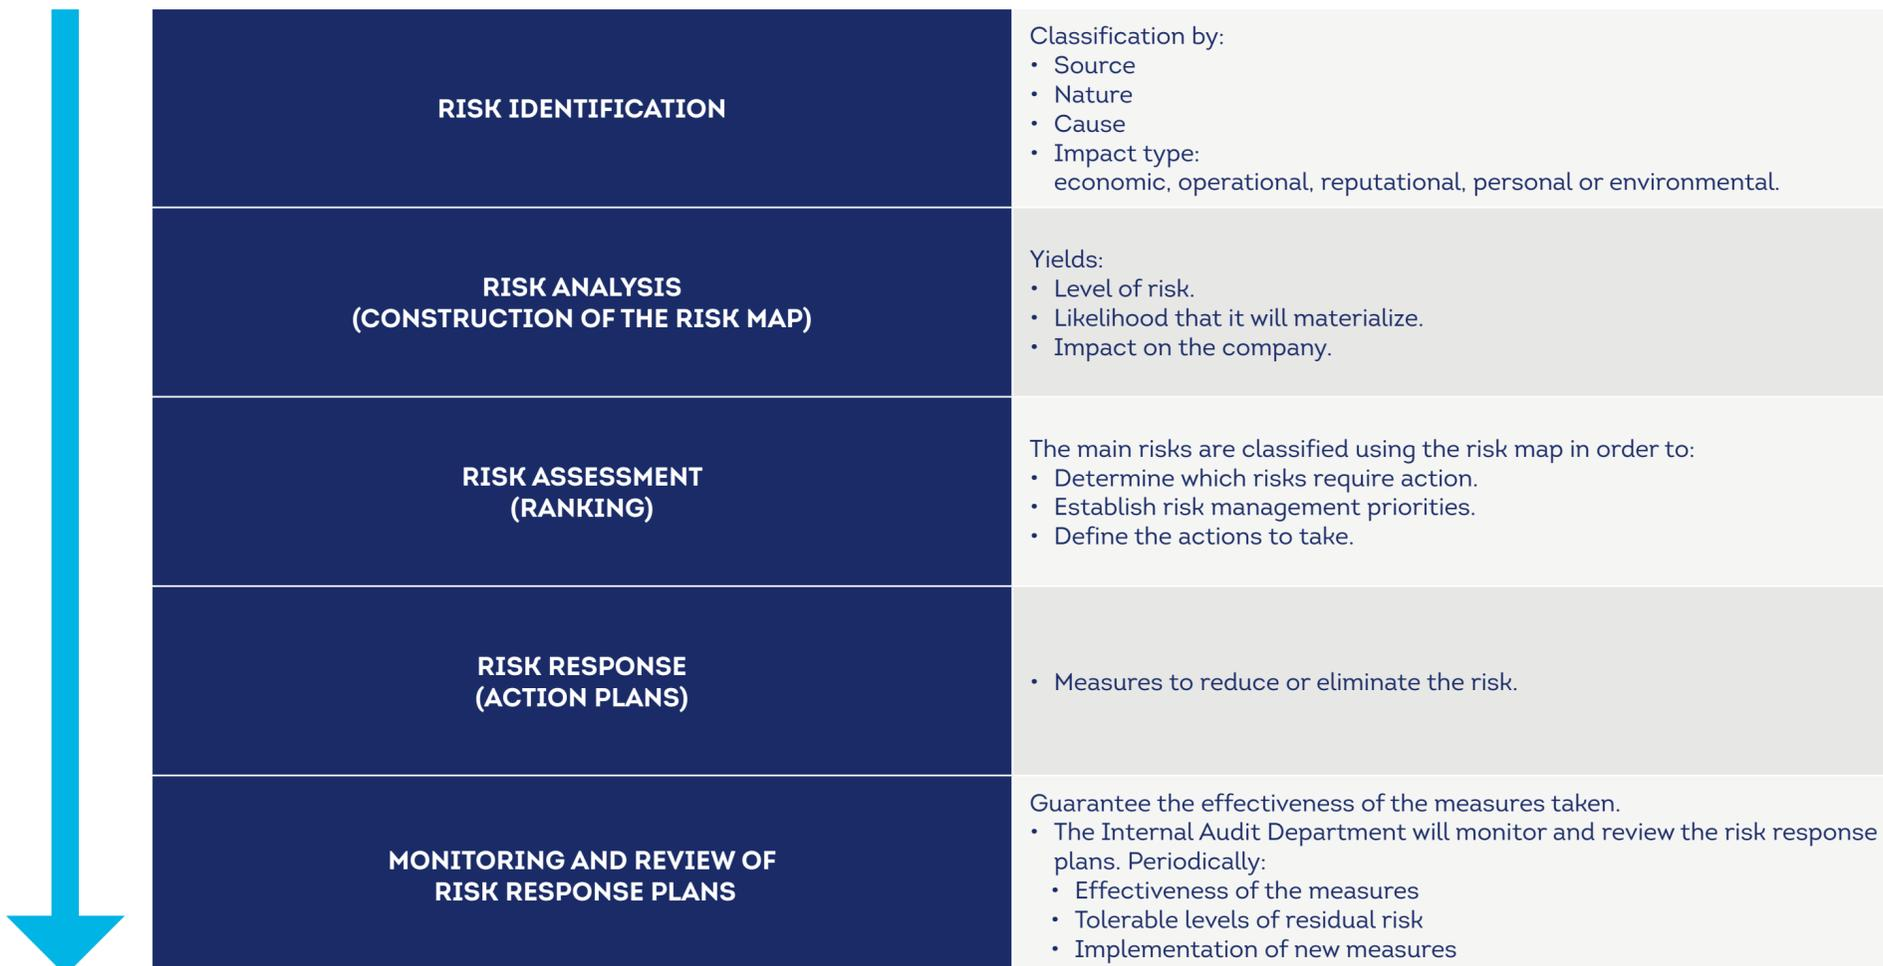 RISK IDENTIFICATION
Classification by:
• Source
• Nature
• Cause
• Impact type:
economic, operational, reputational, personal or environmental.
RISK ANALYSIS
(CONSTRUCTION OF THE RISK MAP)
Yields:
• Level of risk.
• Likelihood that it will materialize.
• Impact on the company.
RISK ASSESSMENT
(RANKING)
The main risks are classified using the risk map in order to:
• Determine which risks require action.
• Establish risk management priorities.
• Define the actions to take.
RISK RESPONSE
(ACTION PLANS)
• Measures to reduce or eliminate the risk.
MONITORING AND REVIEW OF
RISK RESPONSE PLANS
Guarantee the effectiveness of the measures taken.
• The Internal Audit Department will monitor and review the risk response
plans. Periodically:
• Effectiveness of the measures
• Tolerable levels of residual risk
• Implementation of new measures